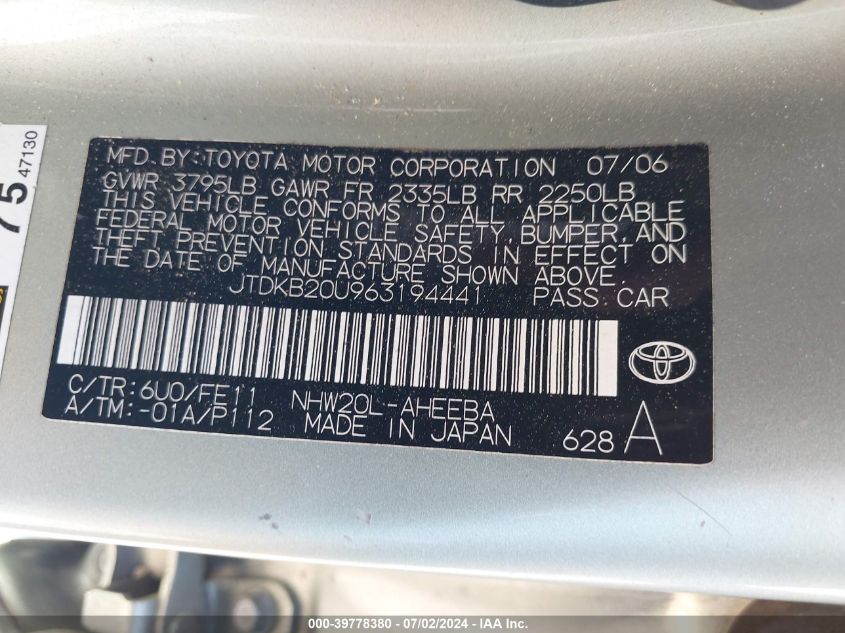 75
47130
MFD.BY:TOYOTA MOTOR CORPORATION 07/06
GVWR 3795LB GAWR FR 2335LB RR 2250LB
THIS VEHICLE CONFORMS TO ALL APPLICABLE
FEDERAL MOTOR VEHICLE SAFETY, BUMPER, AND
THEFT PREVENTION STANDARDS IN EFFECT ON
THE DATE OF MANUFACTURE SHOWN ABOVE
JTDKB20U963194441 PASS.CAR
C/TR:6U0/FE11 NHW20L-AHEEBA
A/TM:-01A/P112 MADE IN JAPAN 628 A
000-39778380 - 07/02/2024 - IAA Inc.